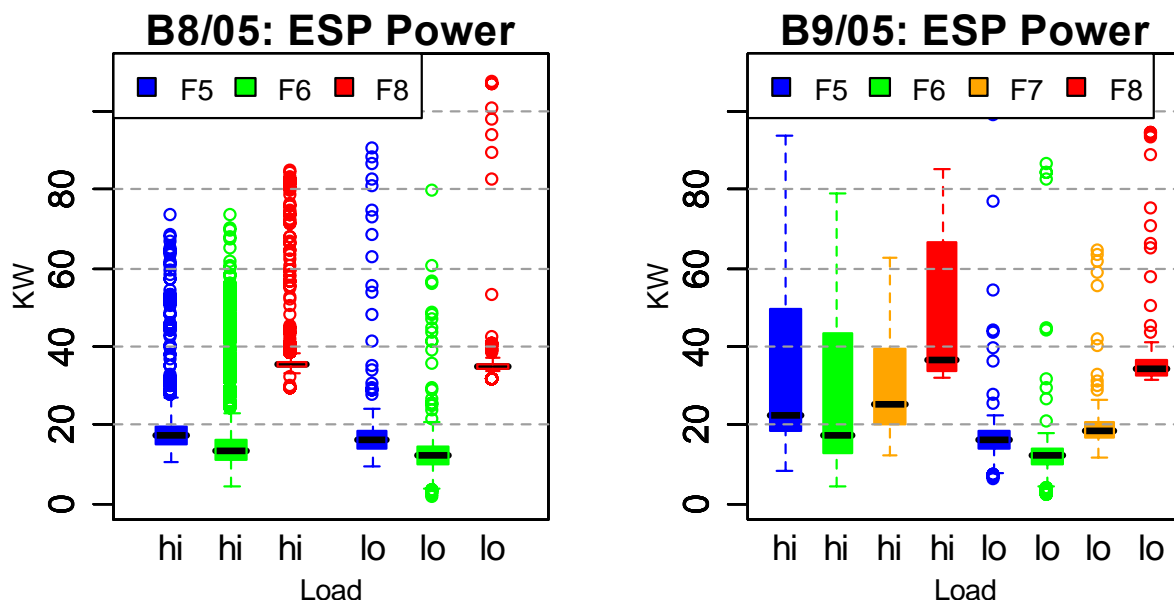 B8/05: ESP Power
F5 F6 F8
KW
80
60
40
20
0
hi hi hi lo lo lo
Load
B9/05: ESP Power
F5 F6 F7 F8
KW
80
60
40
20
0
hi hi hi hi lo lo lo lo
Load